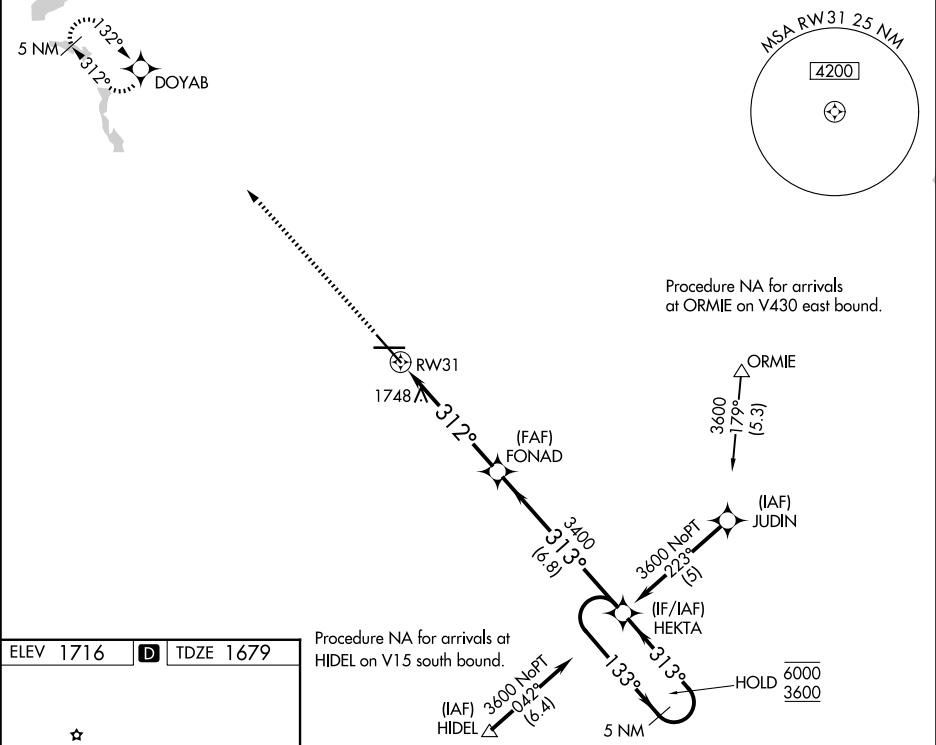 132°
5 NM
312°
DOYAB
MSA RW31 25 NM
4200
Procedure NA for arrivals
at ORMIE on V430 east bound.
RW31
1748
312°
ORMIE
3600
179°
(5.3)
(FAF)
FONAD
(IAF)
JUDIN
3400
313°
(6.8)
3600 NoPT
223°
(5)
(IF/IAF)
HEKTA
313°
133°
5 NM
HOLD
6000
3600
Procedure NA for arrivals at
HIDEL on V15 south bound.
3600 NoPT
042°
(6.4)
(IAF)
HIDEL
ELEV 1716 D TDZE 1679